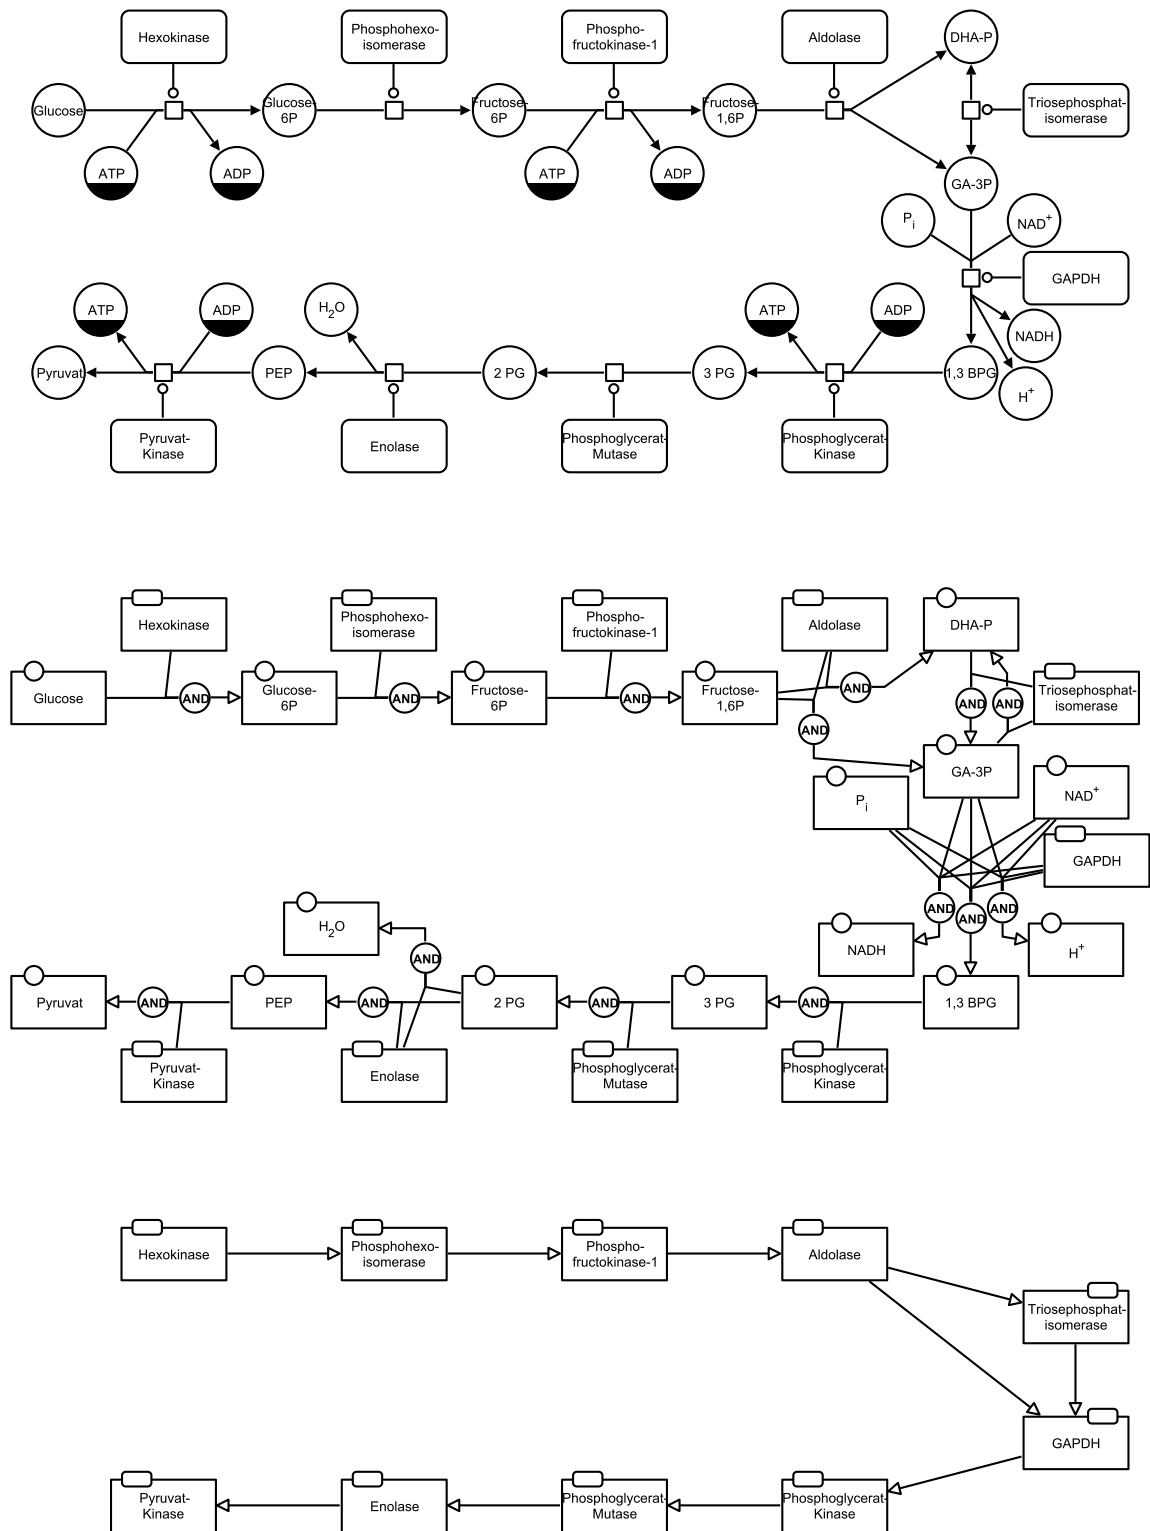 Hexokinase
Phosphohexo-
isomerase
Phospho-
fructokinase-1
Aldolase
DHA-P
Glucose
Glucose-
6P
Fructose-
6P
Fructose-
1,6P
Triosephosphat-
isomerase
ATP
ADP
ATP
ADP
GA-3P
Pi
NAD+
GAPDH
ATP
ADP
H2O
ATP
ADP
NADH
Pyruvat
PEP
2 PG
3 PG
1,3 BPG
H+
Pyruvat-
Kinase
Enolase
Phosphoglycerat-
Mutase
Phosphoglycerat-
Kinase
Hexokinase
Phosphohexo-
isomerase
Phospho-
fructokinase-1
Aldolase
DHA-P
Glucose
AND
Glucose-
6P
AND
Fructose-
6P
AND
Fructose-
1,6P
AND
AND
AND
AND
Triosephosphat-
isomerase
GA-3P
Pi
NAD+
GAPDH
AND
AND
AND
H2O
NADH
H+
AND
Pyruvat
AND
PEP
AND
2 PG
AND
3 PG
AND
1,3 BPG
Pyruvat-
Kinase
Enolase
Phosphoglycerat-
Mutase
Phosphoglycerat-
Kinase
Hexokinase
Phosphohexo-
isomerase
Phospho-
fructokinase-1
Aldolase
Triosephosphat-
isomerase
GAPDH
Pyruvat-
Kinase
Enolase
Phosphoglycerat-
Mutase
Phosphoglycerat-
Kinase